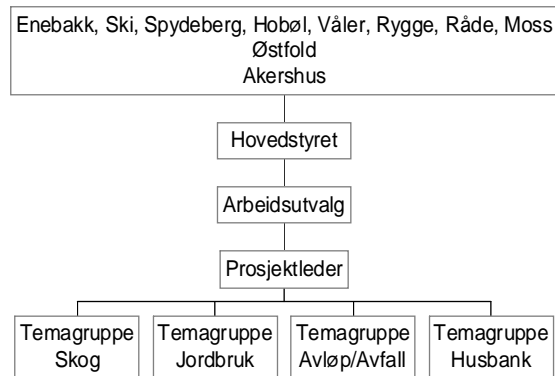 Enebakk, Ski, Spydeberg, Hobøl, Våler, Rygge, Råde, Moss
Østfold
Akershus
Hovedstyret
Arbeidsutvalg
Prosjektleder
Temagruppe
Skog
Temagruppe
Jordbruk
Temagruppe
Avløp/Avfall
Temagruppe
Husbank